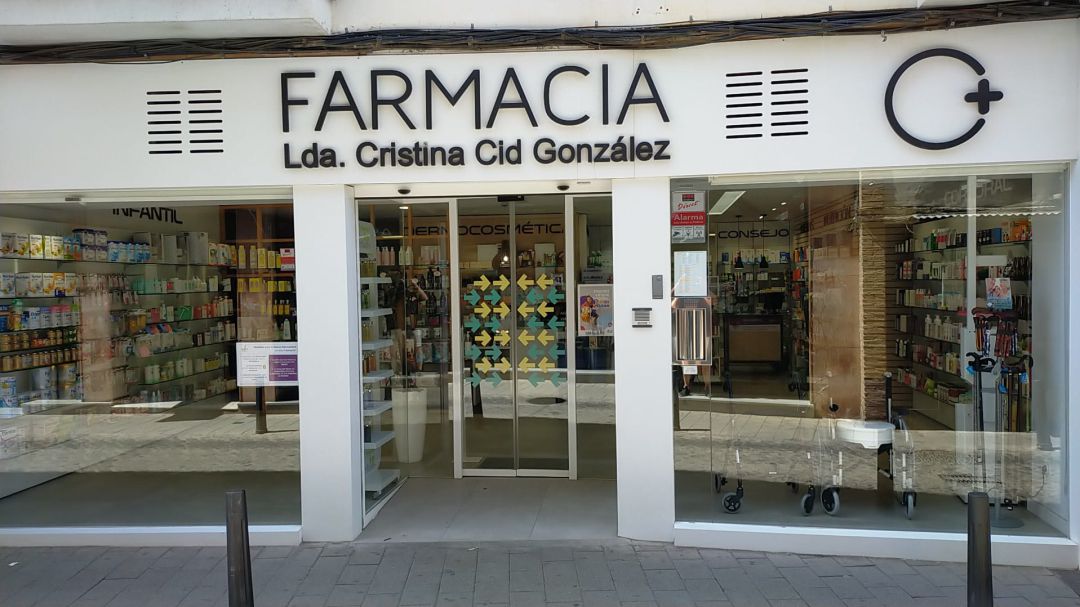 FARMACIA
Lda. Cristina Cid González
INFANTIL
DERMOCOSMÉTICA
CONSEJO
Alarma